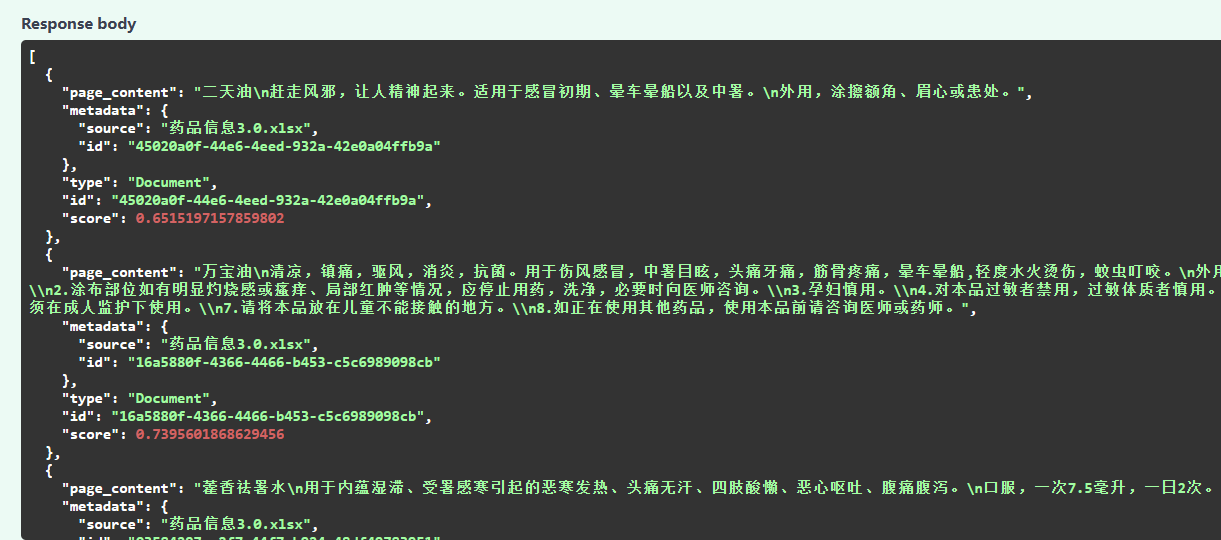 Response body
[
{
"page_content": "二天油\n赶走风邪，让人精神起来。适用于感冒初期、晕车晕船以及中暑。\n外用，涂擦额角、眉心或患处。",
"metadata": {
"source": "药品信息3.0.xlsx",
"id": "45020a0f-44e6-4eed-932a-42e0a04ffb9a"
},
"type": "Document",
"id": "45020a0f-44e6-4eed-932a-42e0a04ffb9a",
"score": 0.6515197157859802
},
{
"page_content": "万宝油\n清凉，镇痛，驱风，消炎，抗菌。用于伤风感冒，中暑目眩，头痛牙痛，筋骨疼痛，晕车晕船,轻度水火烫伤，蚊虫叮咬。\n外用
\\n2.涂布部位如有明显灼烧感或瘙痒、局部红肿等情况，应停止用药，洗净，必要时向医师咨询。\\n3.孕妇慎用。\\n4.对本品过敏者禁用，过敏体质者慎用。
须在成人监护下使用。\\n7.请将本品放在儿童不能接触的地方。\\n8.如正在使用其他药品，使用本品前请咨询医师或药师。",
"metadata": {
"source": "药品信息3.0.xlsx",
"id": "16a5880f-4366-4466-b453-c5c6989098cb"
},
"type": "Document",
"id": "16a5880f-4366-4466-b453-c5c6989098cb",
"score": 0.7395601868629456
},
{
"page_content": "藿香祛暑水\n用于内蕴湿滞、受暑感寒引起的恶寒发热、头痛无汗、四肢酸懒、恶心呕吐、腹痛腹泻。\n口服，一次7.5毫升，一日2次。
"metadata": {
"source": "药品信息3.0.xlsx",